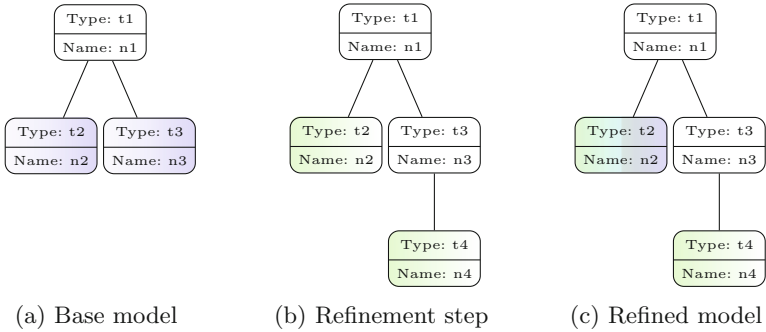 Type: t1
Name: n1
Type: t2
Name: n2
Type: t3
Name: n3
(a) Base model
Type: t1
Name: n1
Type: t2
Name: n2
Type: t3
Name: n3
Type: t4
Name: n4
(b) Refinement step
Type: t1
Name: n1
Type: t2
Name: n2
Type: t3
Name: n3
Type: t4
Name: n4
(c) Refined model